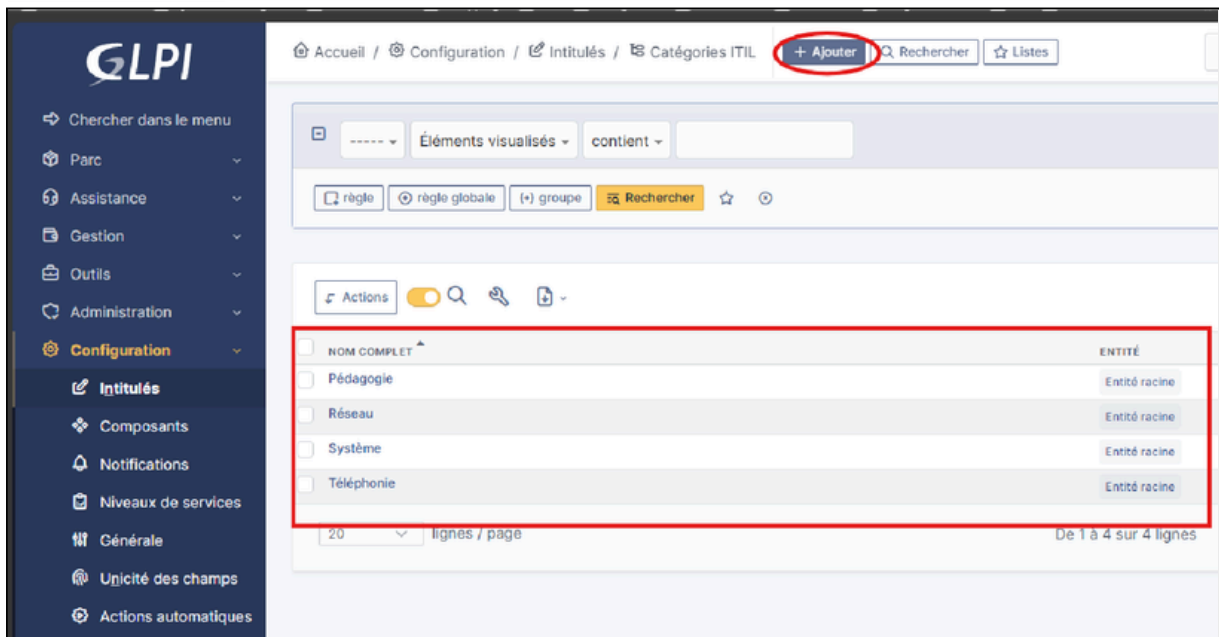 GLPI
Accueil / Configuration / Intitulés / Catégories ITIL + Ajouter Rechercher Listes
Chercher dans le menu
Parc
Assistance
Gestion
Outils
Administration
Configuration
Intitulés
Composants
Notifications
Niveaux de services
Générale
Unicité des champs
Actions automatiques
----- Éléments visualisés contient
règle règle globale (+) groupe Rechercher
Actions
NOM COMPLET ENTITÉ
Pédagogie Entité racine
Réseau Entité racine
Système Entité racine
Téléphonie Entité racine
20 lignes / page De 1 à 4 sur 4 lignes